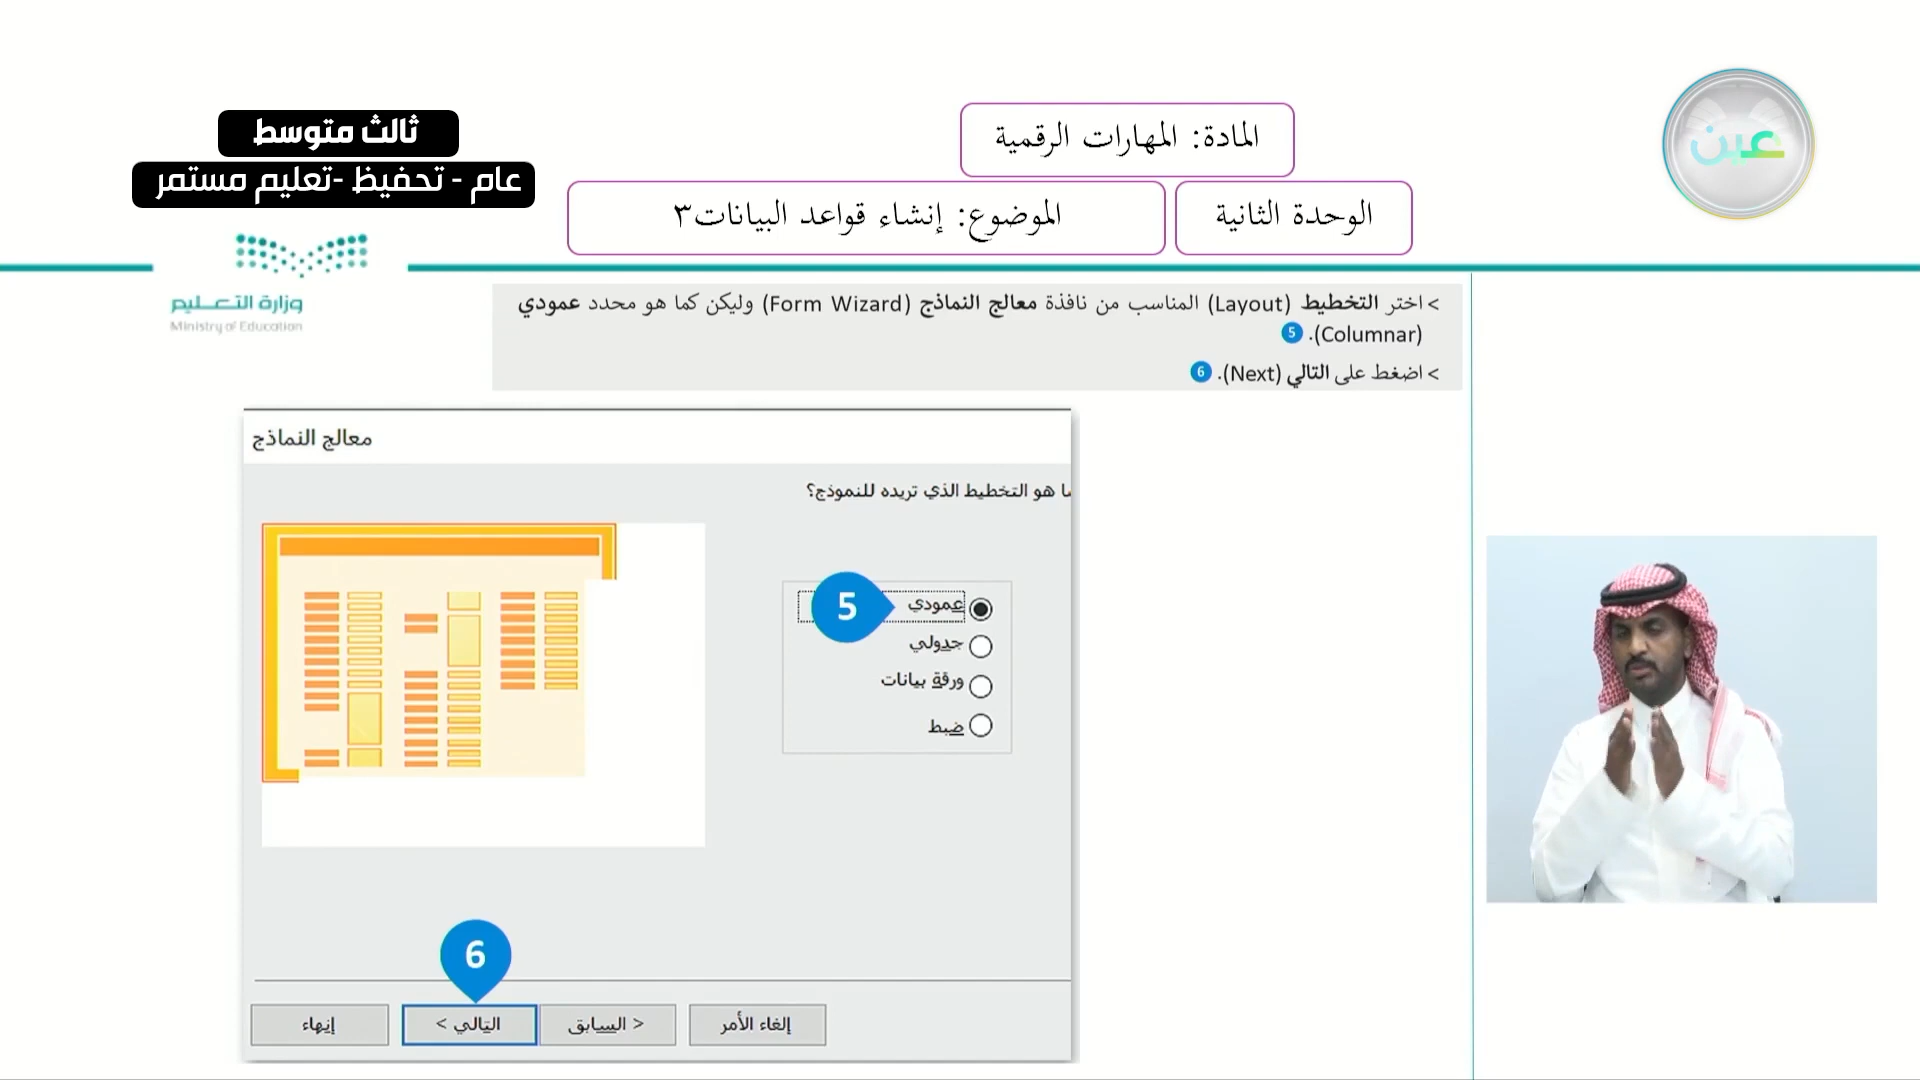 عين
المادة: المهارات الرقمية
الوحدة الثانية
الموضوع: إنشاء قواعد البيانات٣
ثالث متوسط
عام - تحفيظ -تعليم مستمر
وزارة التعـــليم
Ministry of Education
> اختر التخطيط (Layout) المناسب من نافذة معالج النماذج (Form Wizard) وليكن كما هو محدد عمودي
(Columnar). 5
> اضغط على التالي (Next). 6
معالج النماذج
ما هو التخطيط الذي تريده للنموذج؟
عمودي 5
جدولي
ورقة بيانات
ضبط
6
إلغاء الأمر
< السابق
التالي >
إنهاء